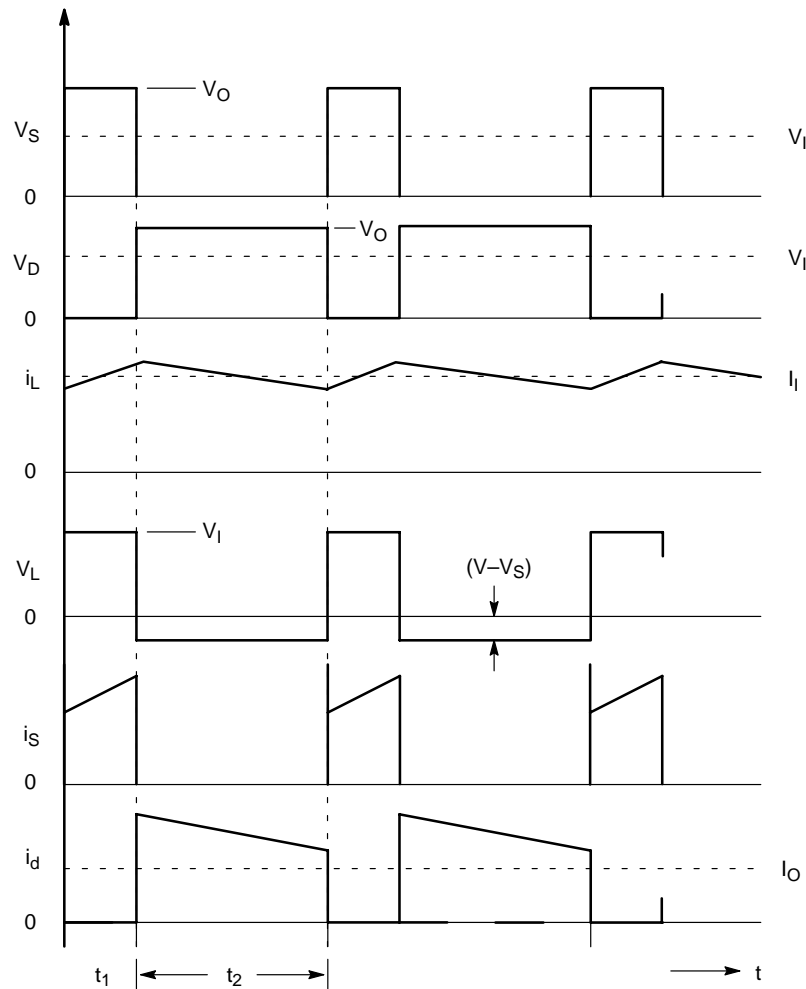 V_O
V_S
V_I
0
V_O
V_D
V_I
0
i_L
I_I
0
V_I
V_L
(V–V_S)
0
i_S
0
i_d
I_O
0
t_1
t_2
t